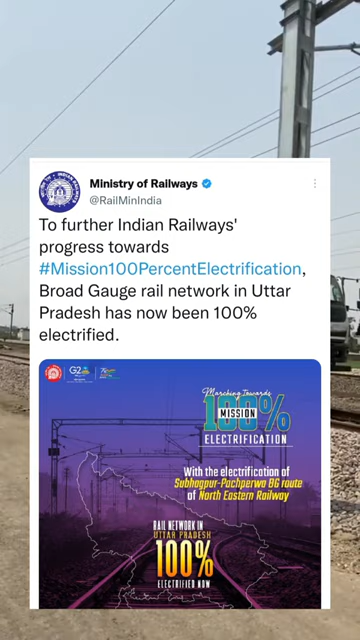 Ministry of Railways
@RailMinIndia
To further Indian Railways'
progress towards
#Mission100PercentElectrification,
Broad Gauge rail network in Uttar
Pradesh has now been 100%
electrified.
G20
Marching towards
100%
MISSION
ELECTRIFICATION
With the electrification of
Subhagpur-Pachperwa BG route
of North Eastern Railway
RAIL NETWORK IN
UTTAR PRADESH
100%
ELECTRIFIED NOW